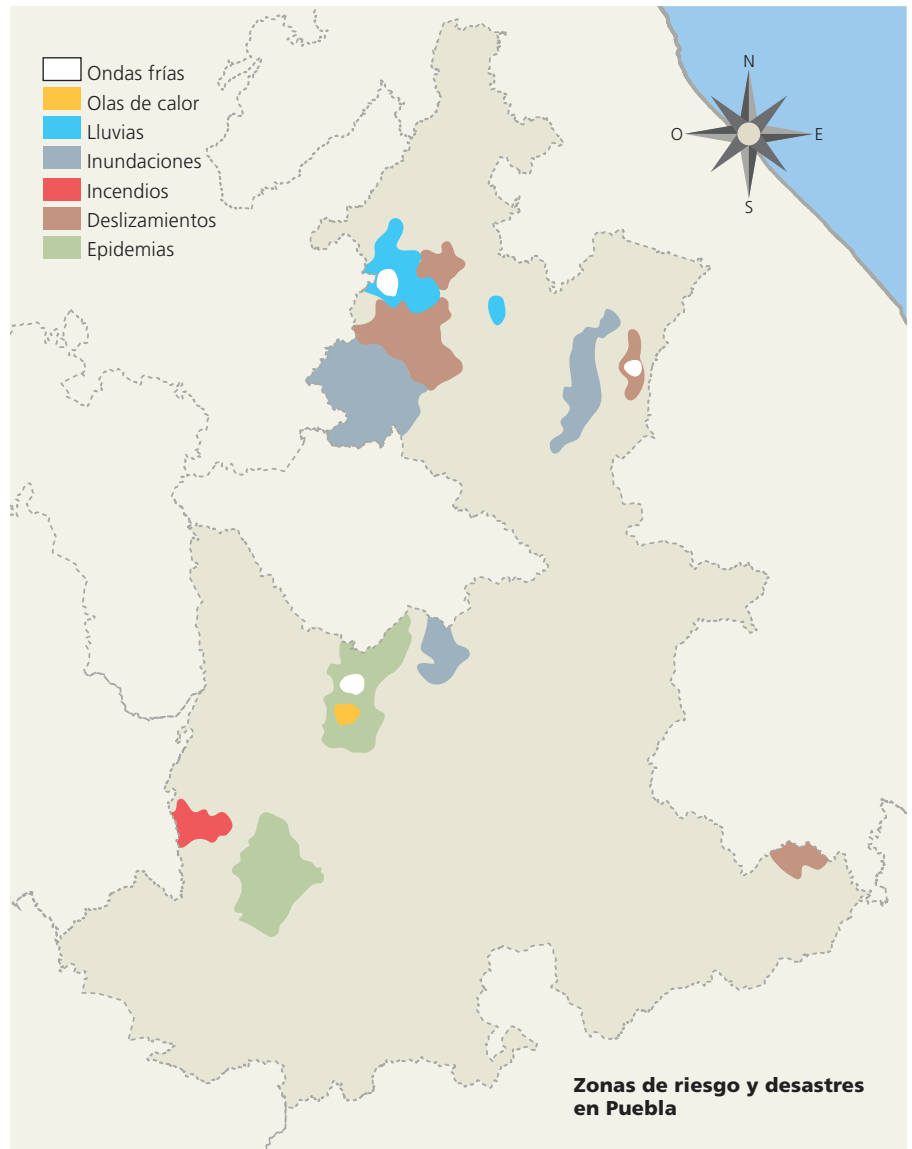 Ondas frías
Olas de calor
Lluvias
Inundaciones
Incendios
Deslizamientos
Epidemias
N
O
E
S
Zonas de riesgo y desastres
en Puebla